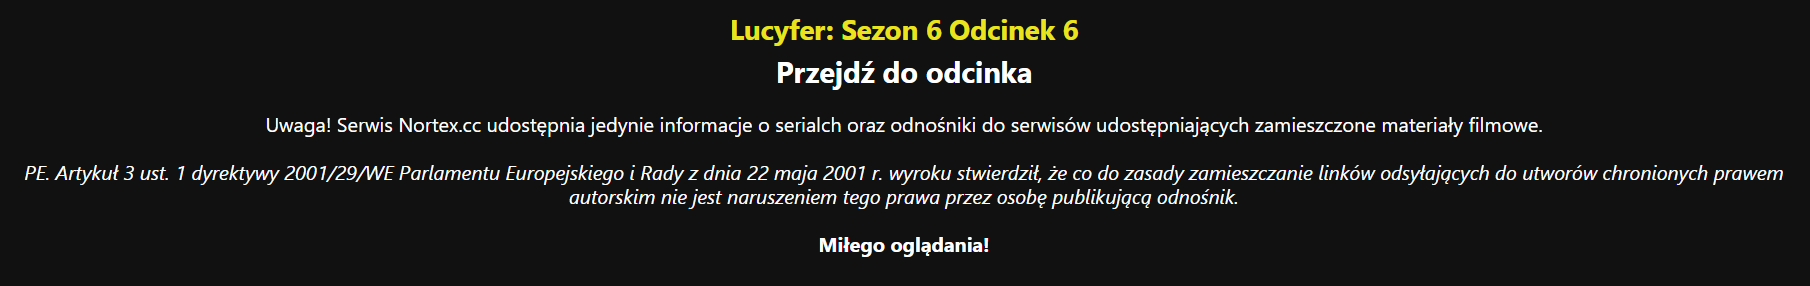 Lucyfer: Sezon 6 Odcinek 6
Przejdź do odcinka
Uwaga! Serwis Nortex.cc udostępnia jedynie informacje o serialch oraz odnośniki do serwisów udostępniających zamieszczone materiały filmowe.
PE. Artykuł 3 ust. 1 dyrektywy 2001/29/WE Parlamentu Europejskiego i Rady z dnia 22 maja 2001 r. wyroku stwierdził, że co do zasady zamieszczanie linków odsyłających do utworów chronionych prawem
autorskim nie jest naruszeniem tego prawa przez osobę publikującą odnośnik.
Miłego oglądania!